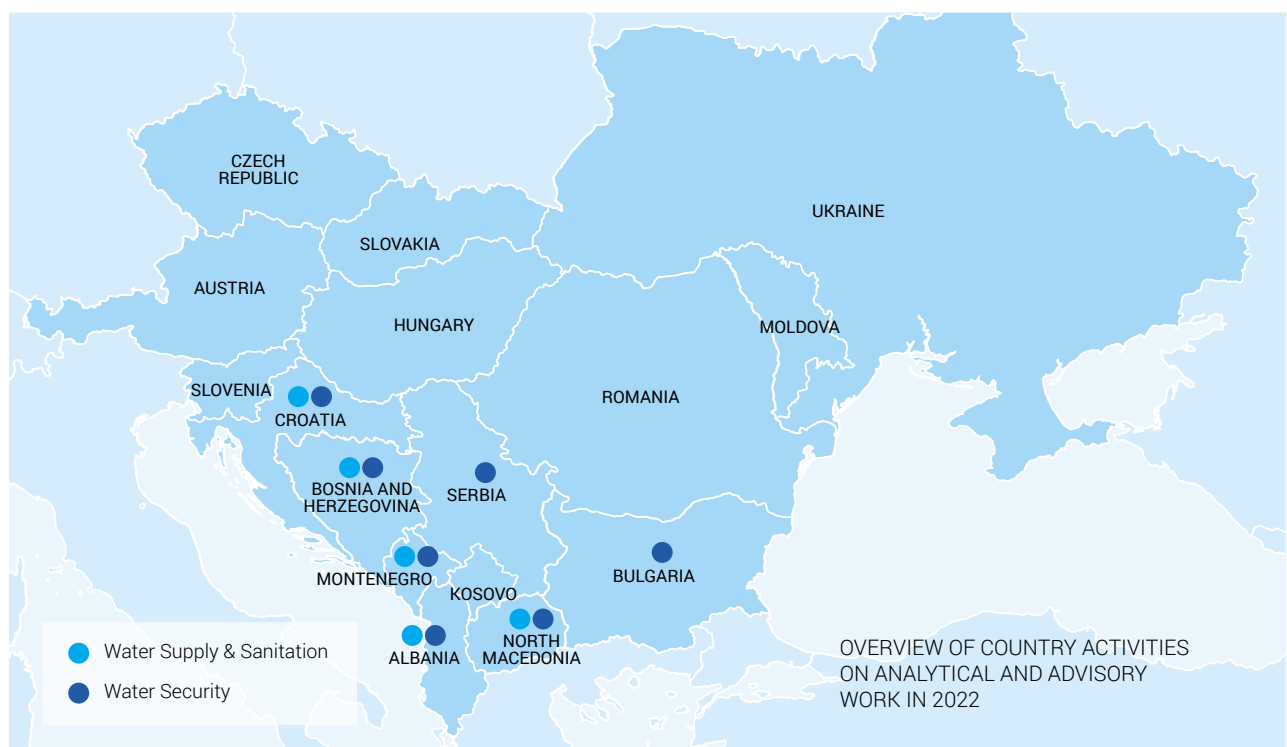 CZECH
REPUBLIC
UKRAINE
SLOVAKIA
AUSTRIA
HUNGARY
MOLDOVA
SLOVENIA
ROMANIA
CROATIA
BOSNIA AND
HERZEGOVINA
SERBIA
BULGARIA
MONTENEGRO
KOSOVO
NORTH
MACEDONIA
ALBANIA
Water Supply & Sanitation
Water Security
OVERVIEW OF COUNTRY ACTIVITIES
ON ANALYTICAL AND ADVISORY
WORK IN 2022